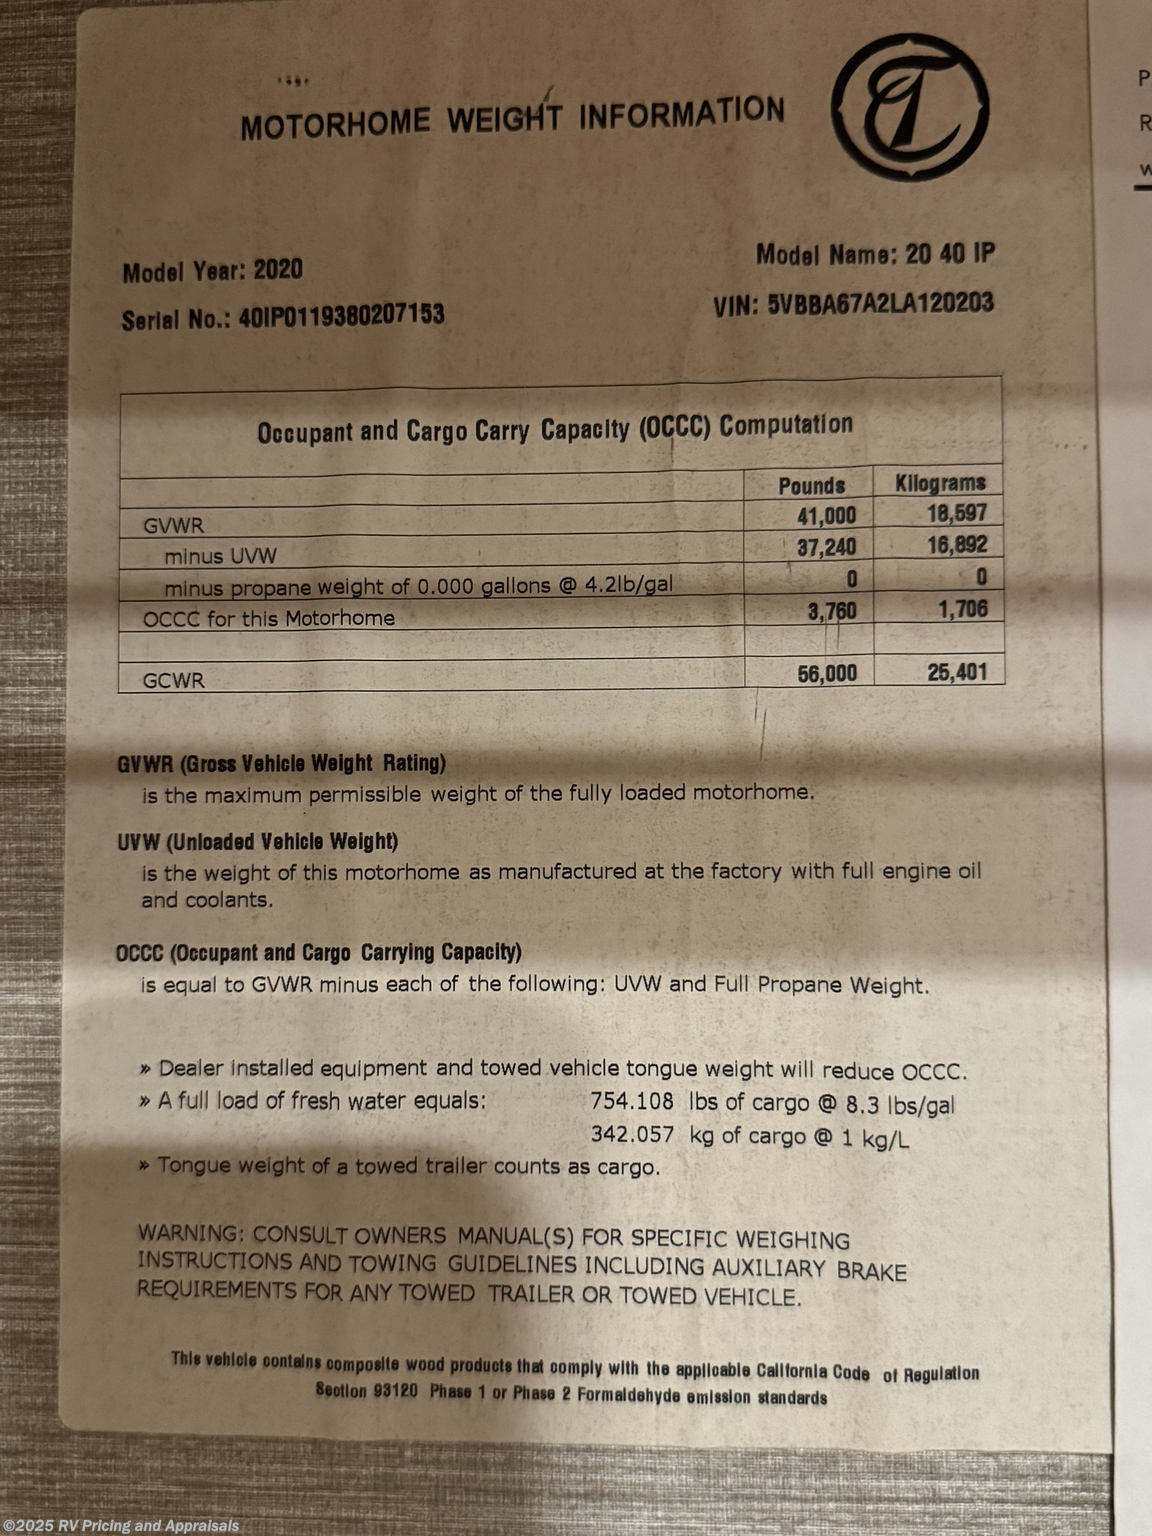 MOTORHOME WEIGHT INFORMATION
Model Year: 2020
Model Name: 20 40 IP
Serial No.: 40IP0119380207153
VIN: 5VBBA67A2LA120203
Occupant and Cargo Carry Capacity (OCCC) Computation
Pounds Kilograms
GVWR 41,000 18,597
minus UVW 37,240 16,892
minus propane weight of 0.000 gallons @ 4.2lb/gal 0 0
OCCC for this Motorhome 3,760 1,706
GCWR 56,000 25,401
GVWR (Gross Vehicle Weight Rating)
is the maximum permissible weight of the fully loaded motorhome.
UVW (Unloaded Vehicle Weight)
is the weight of this motorhome as manufactured at the factory with full engine oil
and coolants.
OCCC (Occupant and Cargo Carrying Capacity)
is equal to GVWR minus each of the following: UVW and Full Propane Weight.
» Dealer installed equipment and towed vehicle tongue weight will reduce OCCC.
» A full load of fresh water equals: 754.108 lbs of cargo @ 8.3 lbs/gal
342.057 kg of cargo @ 1 kg/L
» Tongue weight of a towed trailer counts as cargo.
WARNING: CONSULT OWNERS MANUAL(S) FOR SPECIFIC WEIGHING
INSTRUCTIONS AND TOWING GUIDELINES INCLUDING AUXILIARY BRAKE
REQUIREMENTS FOR ANY TOWED TRAILER OR TOWED VEHICLE.
This vehicle contains composite wood products that comply with the applicable California Code of Regulation
Section 93120 Phase 1 or Phase 2 Formaldehyde emission standards
©2025 RV Pricing and Appraisals